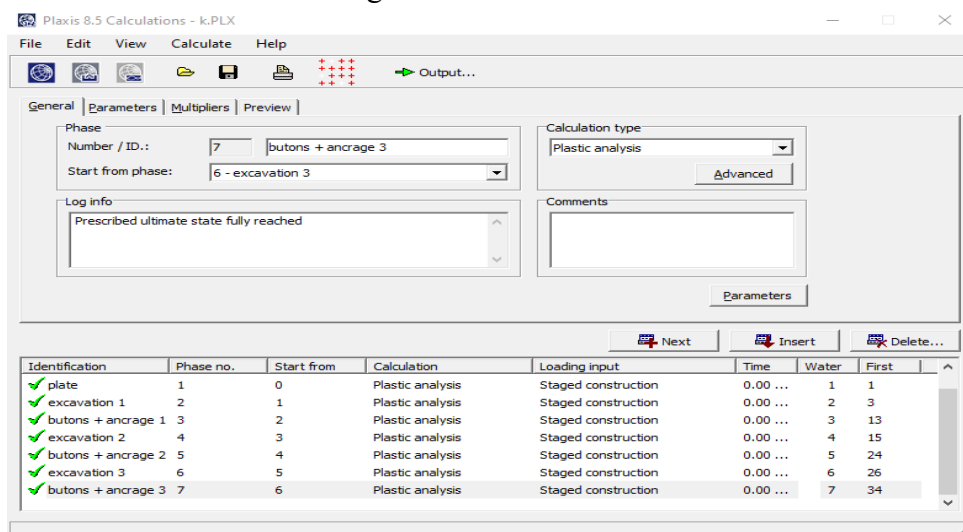 Plaxis 8.5 Calculations - k.PLX
File Edit View Calculate Help
Output...
General Parameters Multipliers Preview
Phase
Number / ID.: 7 butons + ancrage 3
Start from phase: 6 - excavation 3
Calculation type
Plastic analysis
Advanced
Log info
Prescribed ultimate state fully reached
Comments
Parameters
Next Insert Delete...
Identification Phase no. Start from Calculation Loading input Time Water First
plate 1 0 Plastic analysis Staged construction 0.00 ... 1 1
excavation 1 2 1 Plastic analysis Staged construction 0.00 ... 2 3
butons + ancrage 1 3 2 Plastic analysis Staged construction 0.00 ... 3 13
excavation 2 4 3 Plastic analysis Staged construction 0.00 ... 4 15
butons + ancrage 2 5 4 Plastic analysis Staged construction 0.00 ... 5 24
excavation 3 6 5 Plastic analysis Staged construction 0.00 ... 6 26
butons + ancrage 3 7 6 Plastic analysis Staged construction 0.00 ... 7 34